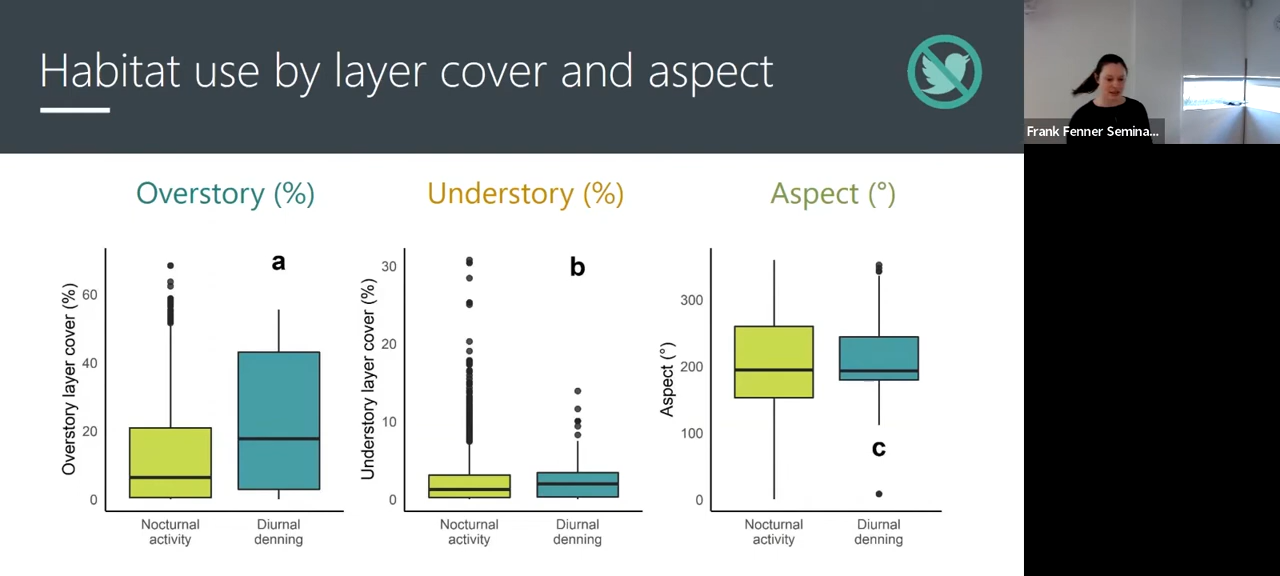 Habitat use by layer cover and aspect
Frank Fenner Semina...
Overstory (%)
Understory (%)
Aspect (°)
Overstory layer cover (%)
60
40
20
0
a
Nocturnal
activity
Diurnal
denning
Understory layer cover (%)
30
20
10
0
b
Nocturnal
activity
Diurnal
denning
Aspect (°)
300
200
100
0
c
Nocturnal
activity
Diurnal
denning